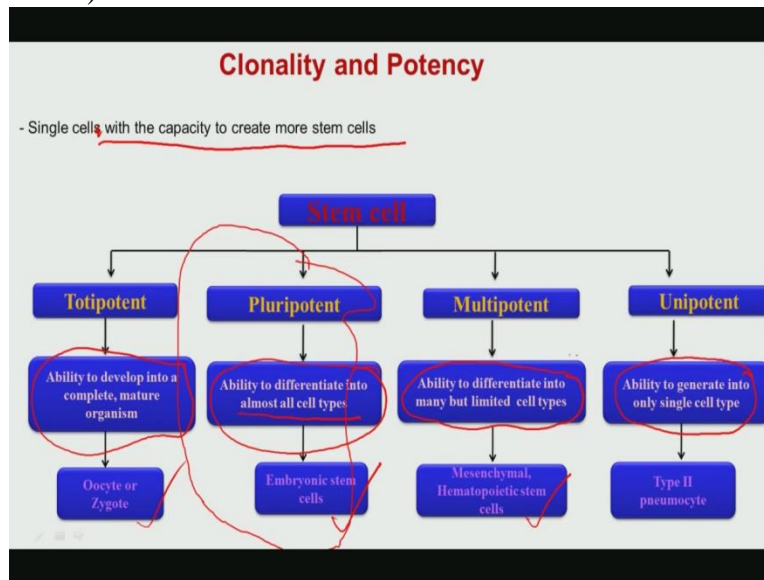 Clonality and Potency
- Single cells with the capacity to create more stem cells
Stem cell
Totipotent
Pluripotent
Multipotent
Unipotent
Ability to develop into a
complete, mature
organism
Ability to differentiate into
almost all cell types
Ability to differentiate into
many but limited cell types
Ability to generate into
only single cell type
Oocyte or
Zygote
Embryonic stem
cells
Mesenchymal,
Hematopoietic stem
cells
Type II
pneumocyte